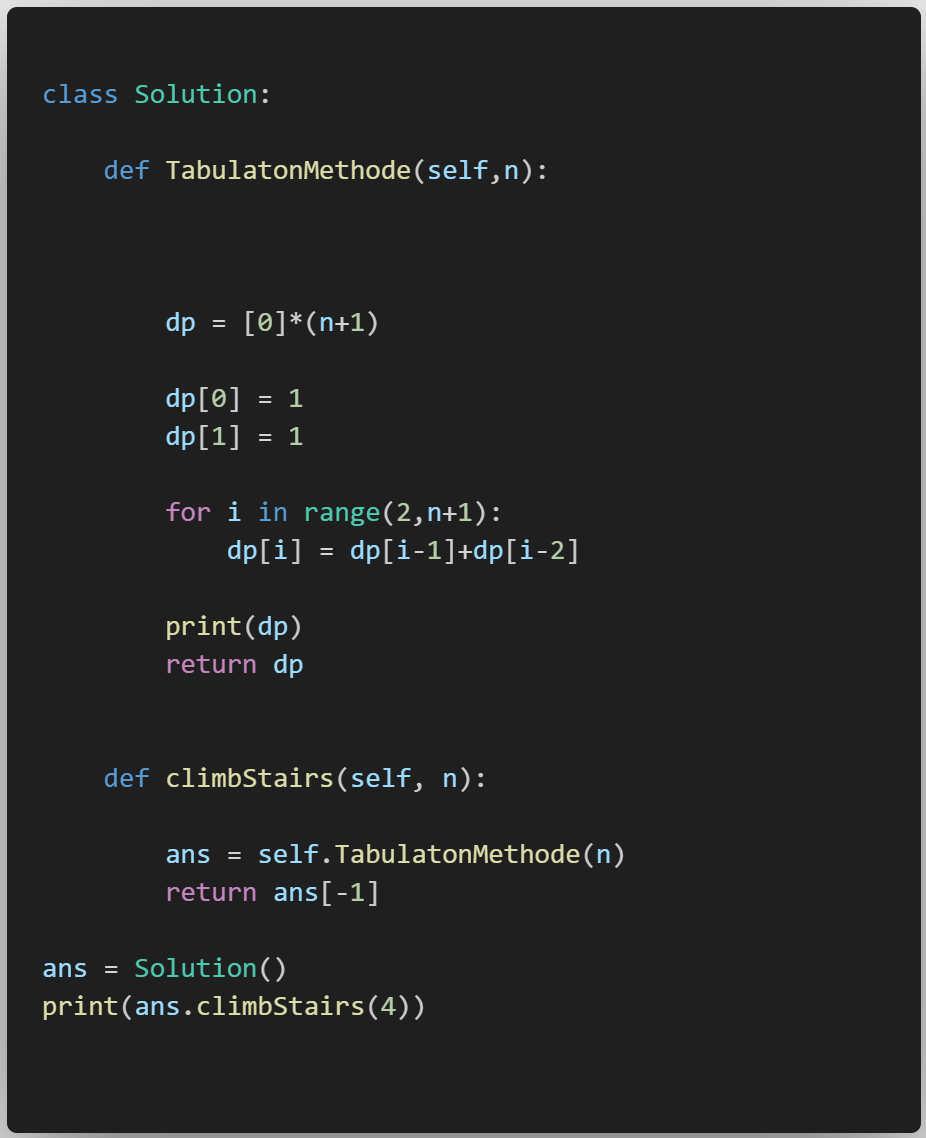 class Solution:
    def TabulatonMethode(self,n):
        dp = [0]*(n+1)
        dp[0] = 1
        dp[1] = 1
        for i in range(2,n+1):
            dp[i] = dp[i-1]+dp[i-2]
        print(dp)
        return dp
    def climbStairs(self, n):
        ans = self.TabulatonMethode(n)
        return ans[-1]
ans = Solution()
print(ans.climbStairs(4))